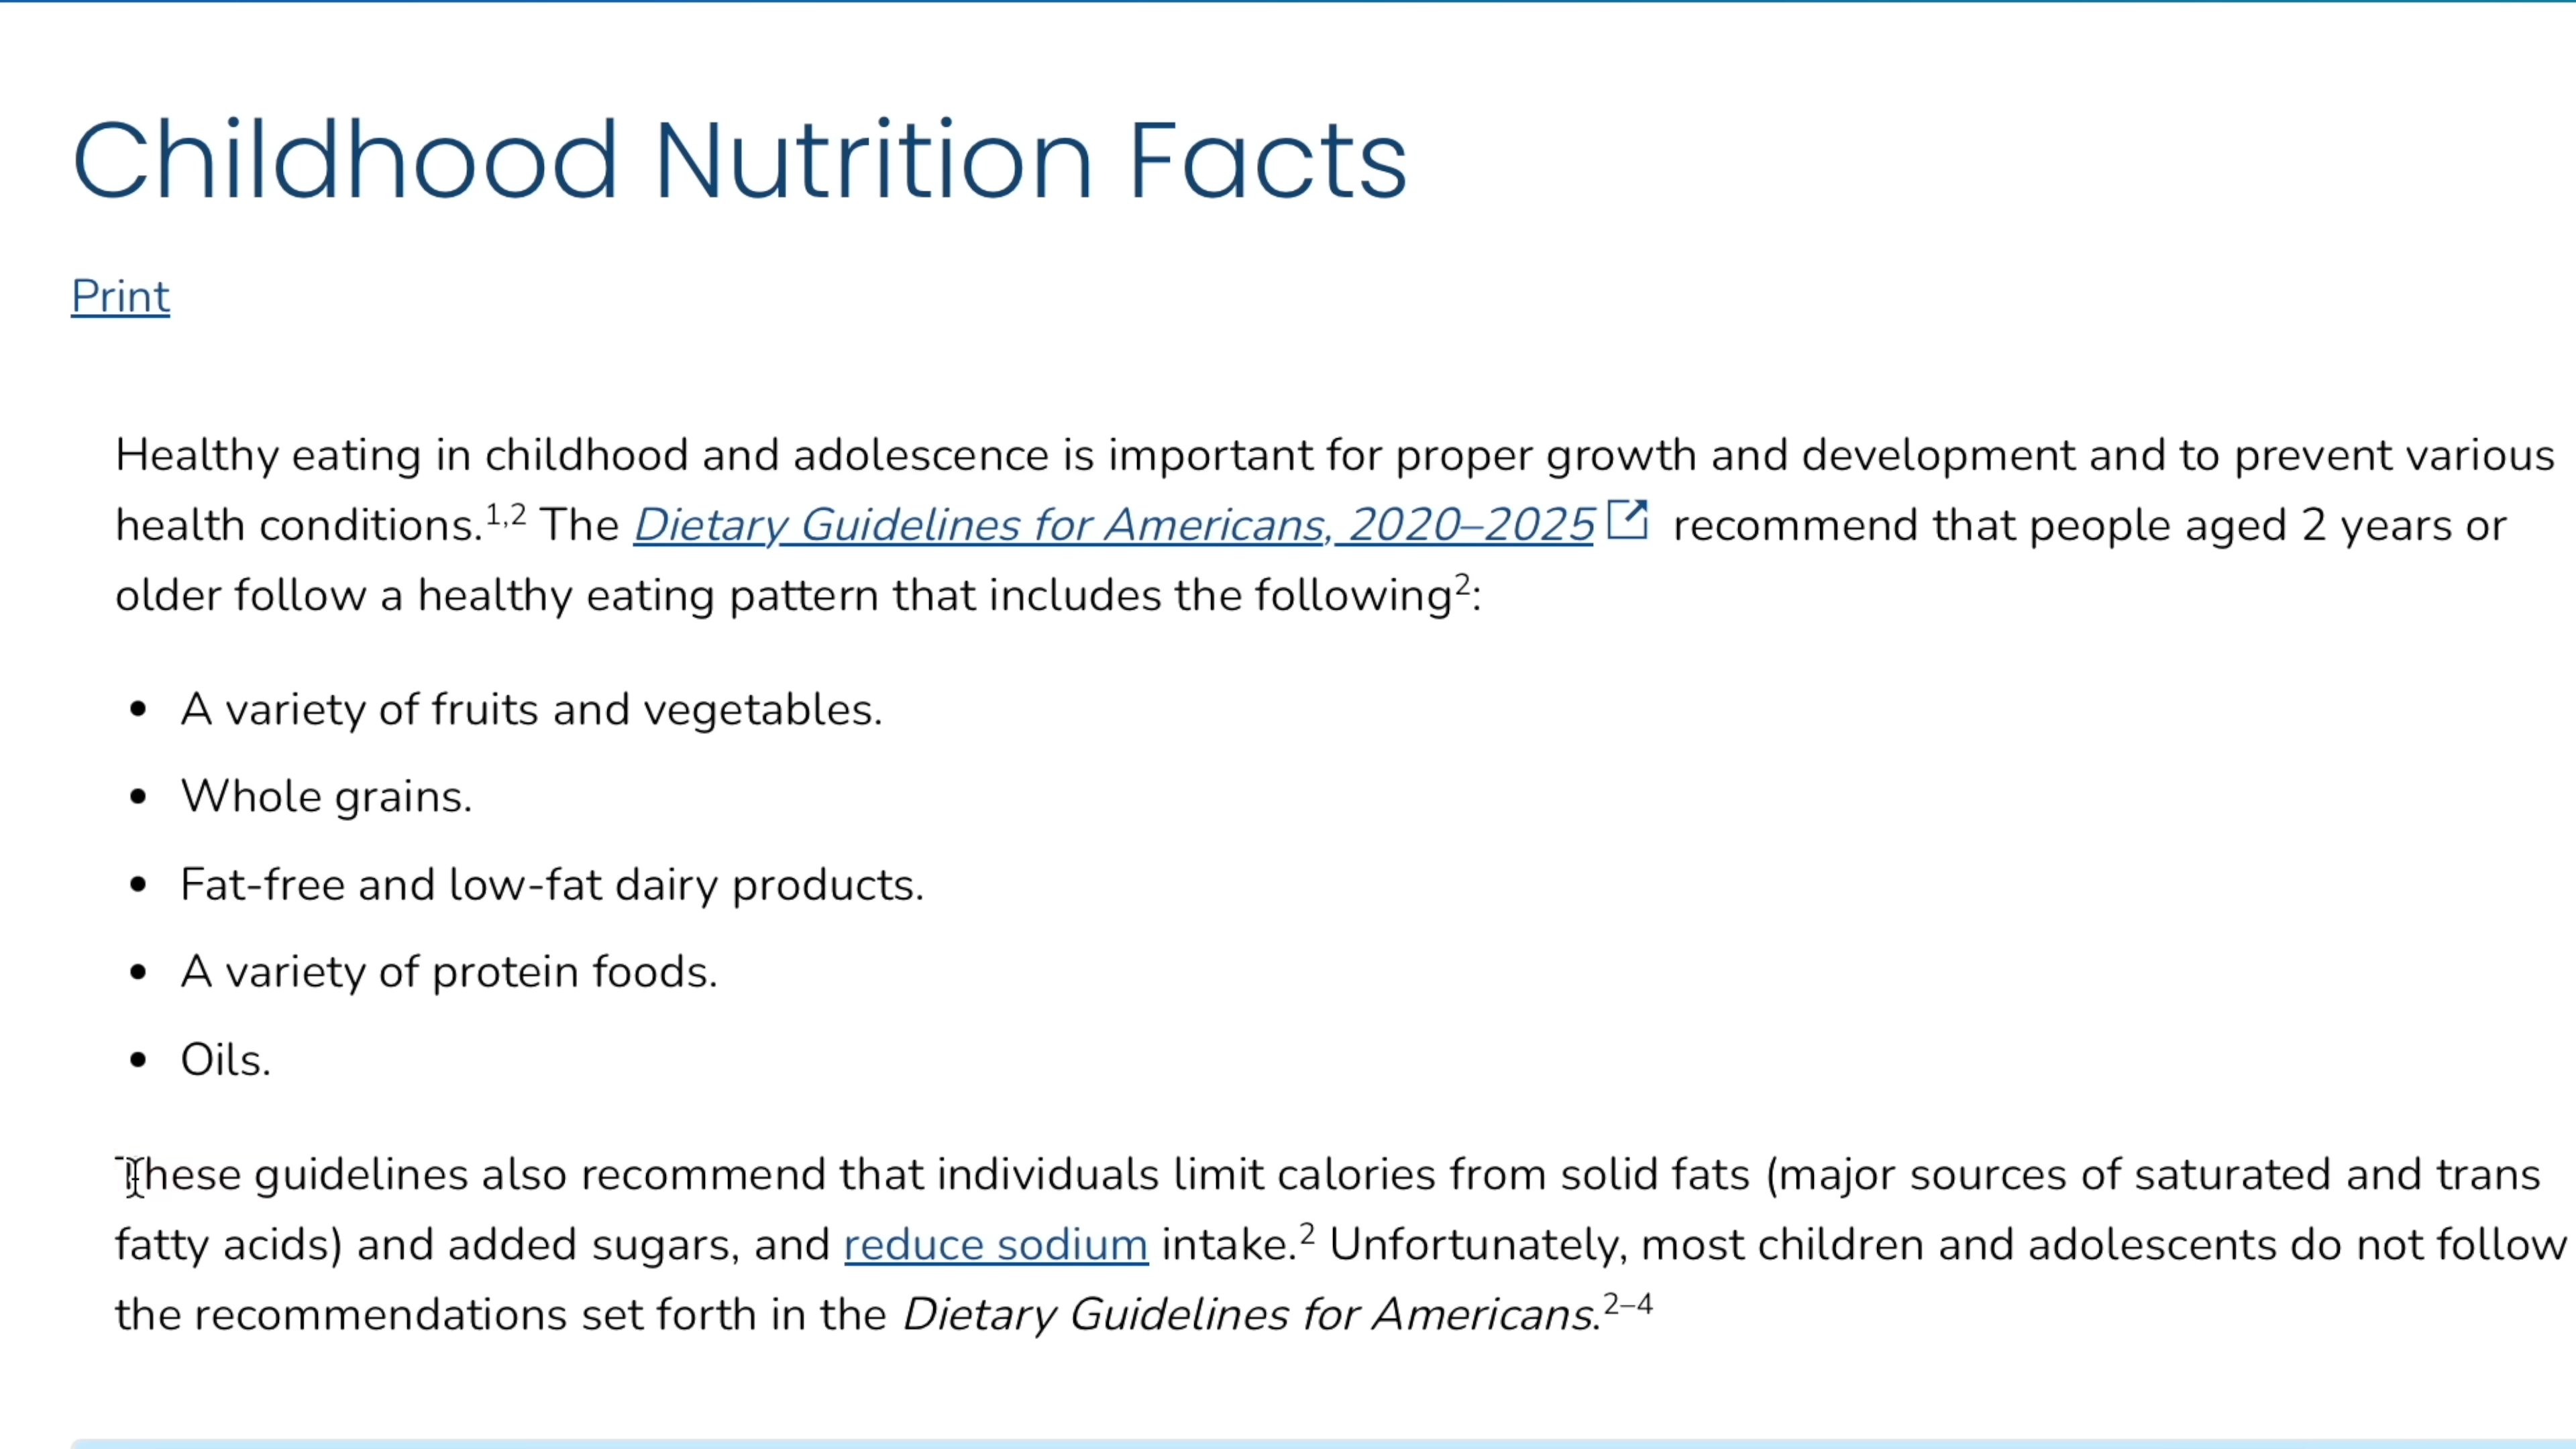 Childhood Nutrition Facts
Print
Healthy eating in childhood and adolescence is important for proper growth and development and to prevent various
health conditions.1,2 The Dietary Guidelines for Americans, 2020–2025 recommend that people aged 2 years or
older follow a healthy eating pattern that includes the following2:
• A variety of fruits and vegetables.
• Whole grains.
• Fat-free and low-fat dairy products.
• A variety of protein foods.
• Oils.
These guidelines also recommend that individuals limit calories from solid fats (major sources of saturated and trans
fatty acids) and added sugars, and reduce sodium intake.2 Unfortunately, most children and adolescents do not follow
the recommendations set forth in the Dietary Guidelines for Americans.2–4